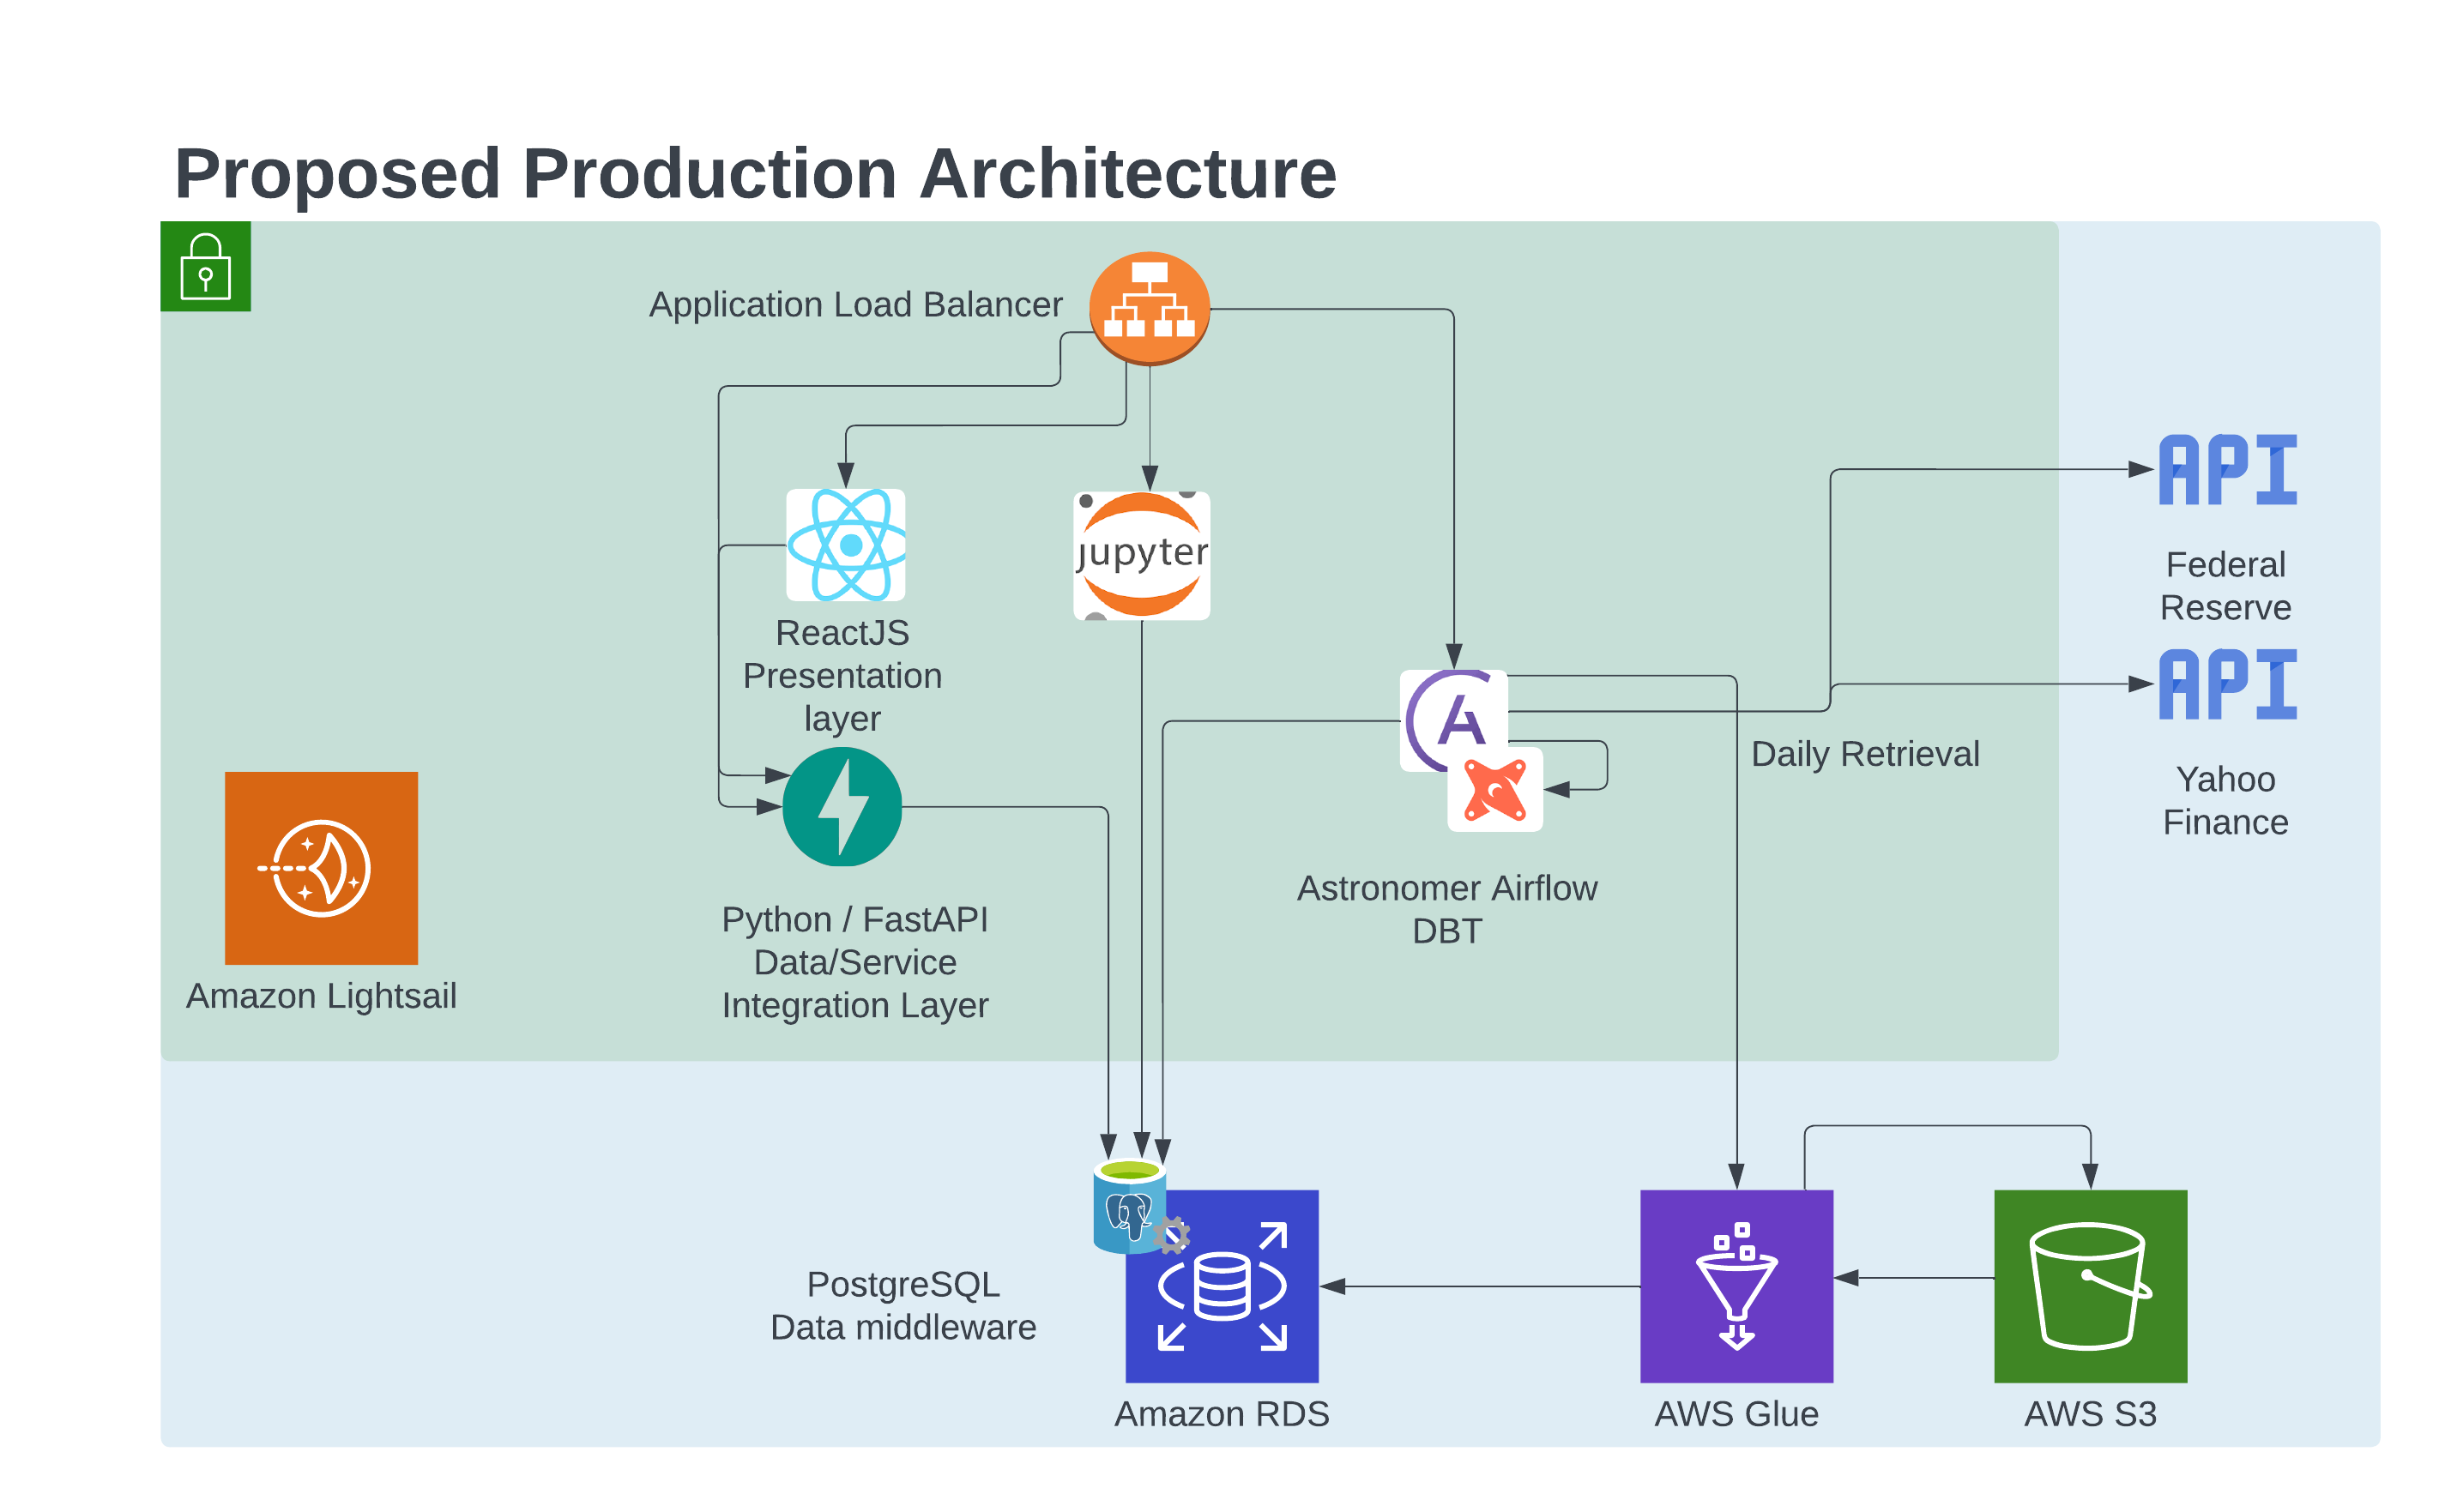 Proposed Production Architecture
Application Load Balancer
API
Federal
Reserve
jupyter
ReactJS
Presentation
layer
A
API
Daily Retrieval
Yahoo
Finance
Astronomer Airflow
DBT
Python / FastAPI
Data/Service
Integration Layer
Amazon Lightsail
PostgreSQL
Data middleware
Amazon RDS
AWS Glue
AWS S3